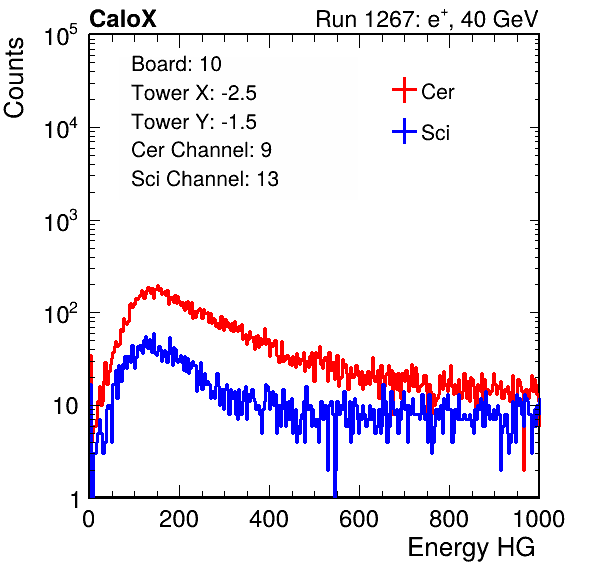 CaloX Run 1267: e⁺, 40 GeV
Counts
Board: 10
Tower X: -2.5
Tower Y: -1.5
Cer Channel: 9
Sci Channel: 13
Cer
Sci
10⁵
10⁴
10³
10²
10
1
0 200 400 600 800 1000
Energy HG